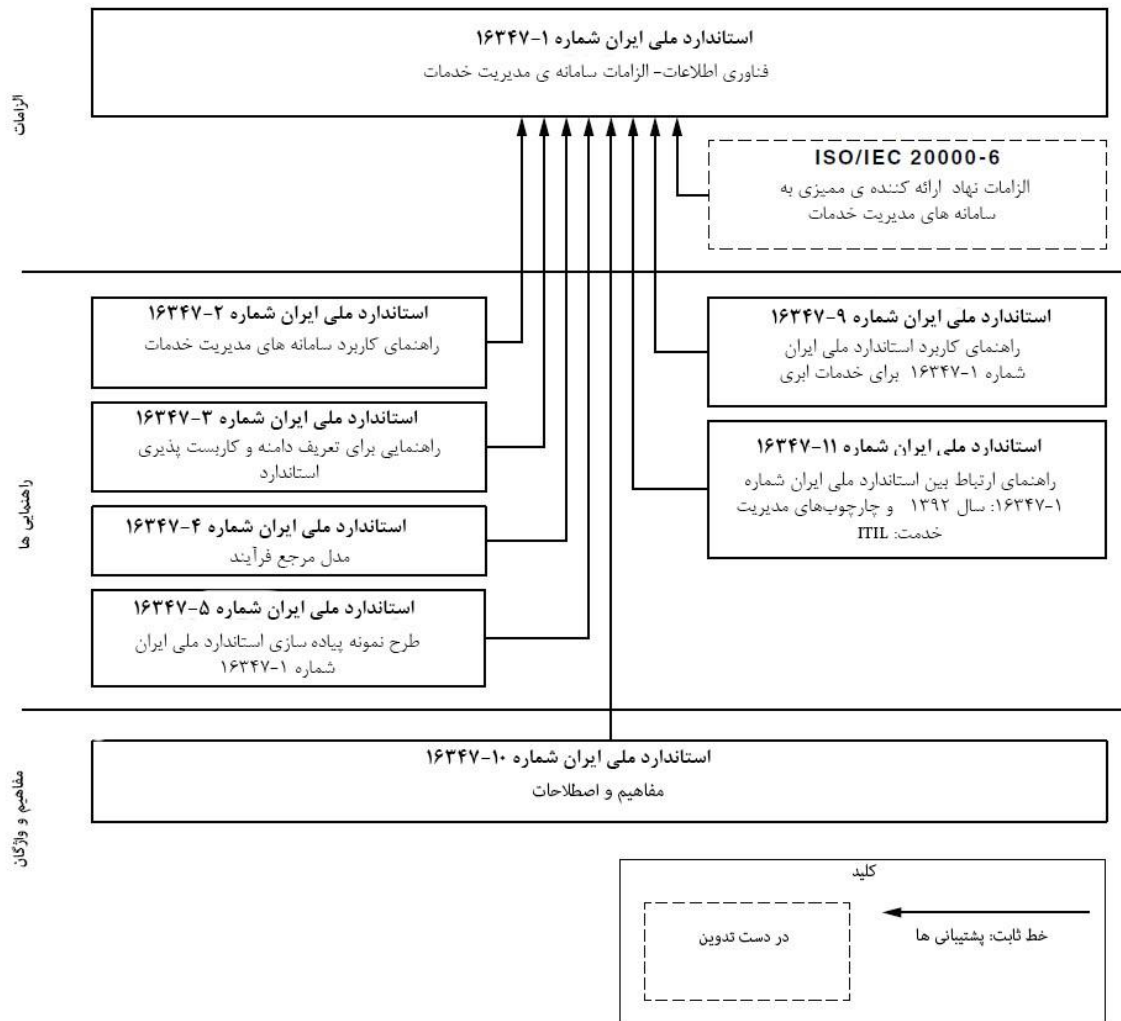 استاندارد ملی ایران شماره ۱-۱۶۳۴۷
فناوری اطلاعات- الزامات سامانه ی مدیریت خدمات
الزامات
ISO/IEC 20000-6
الزامات نهاد ارائه کننده ی ممیزی به
سامانه های مدیریت خدمات
راهنمایی ها
استاندارد ملی ایران شماره ۹-۱۶۳۴۷
راهنمای کاربرد استاندارد ملی ایران
شماره ۱-۱۶۳۴۷ برای خدمات ابری
استاندارد ملی ایران شماره ۱۱-۱۶۳۴۷
راهنمای ارتباط بین استاندارد ملی ایران شماره
۱-۱۶۳۴۷: سال ۱۳۹۲ و چارچوب‌های مدیریت
خدمت: ITIL
استاندارد ملی ایران شماره ۲-۱۶۳۴۷
راهنمای کاربرد سامانه های مدیریت خدمات
استاندارد ملی ایران شماره ۳-۱۶۳۴۷
راهنمایی برای تعریف دامنه و کاربست پذیری
استاندارد
استاندارد ملی ایران شماره ۴-۱۶۳۴۷
مدل مرجع فرآیند
استاندارد ملی ایران شماره ۵-۱۶۳۴۷
طرح نمونه پیاده سازی استاندارد ملی ایران
شماره ۱-۱۶۳۴۷
مفاهیم و واژگان
استاندارد ملی ایران شماره ۱۰-۱۶۳۴۷
مفاهیم و اصطلاحات
کلید
خط ثابت: پشتیبانی ها
در دست تدوین